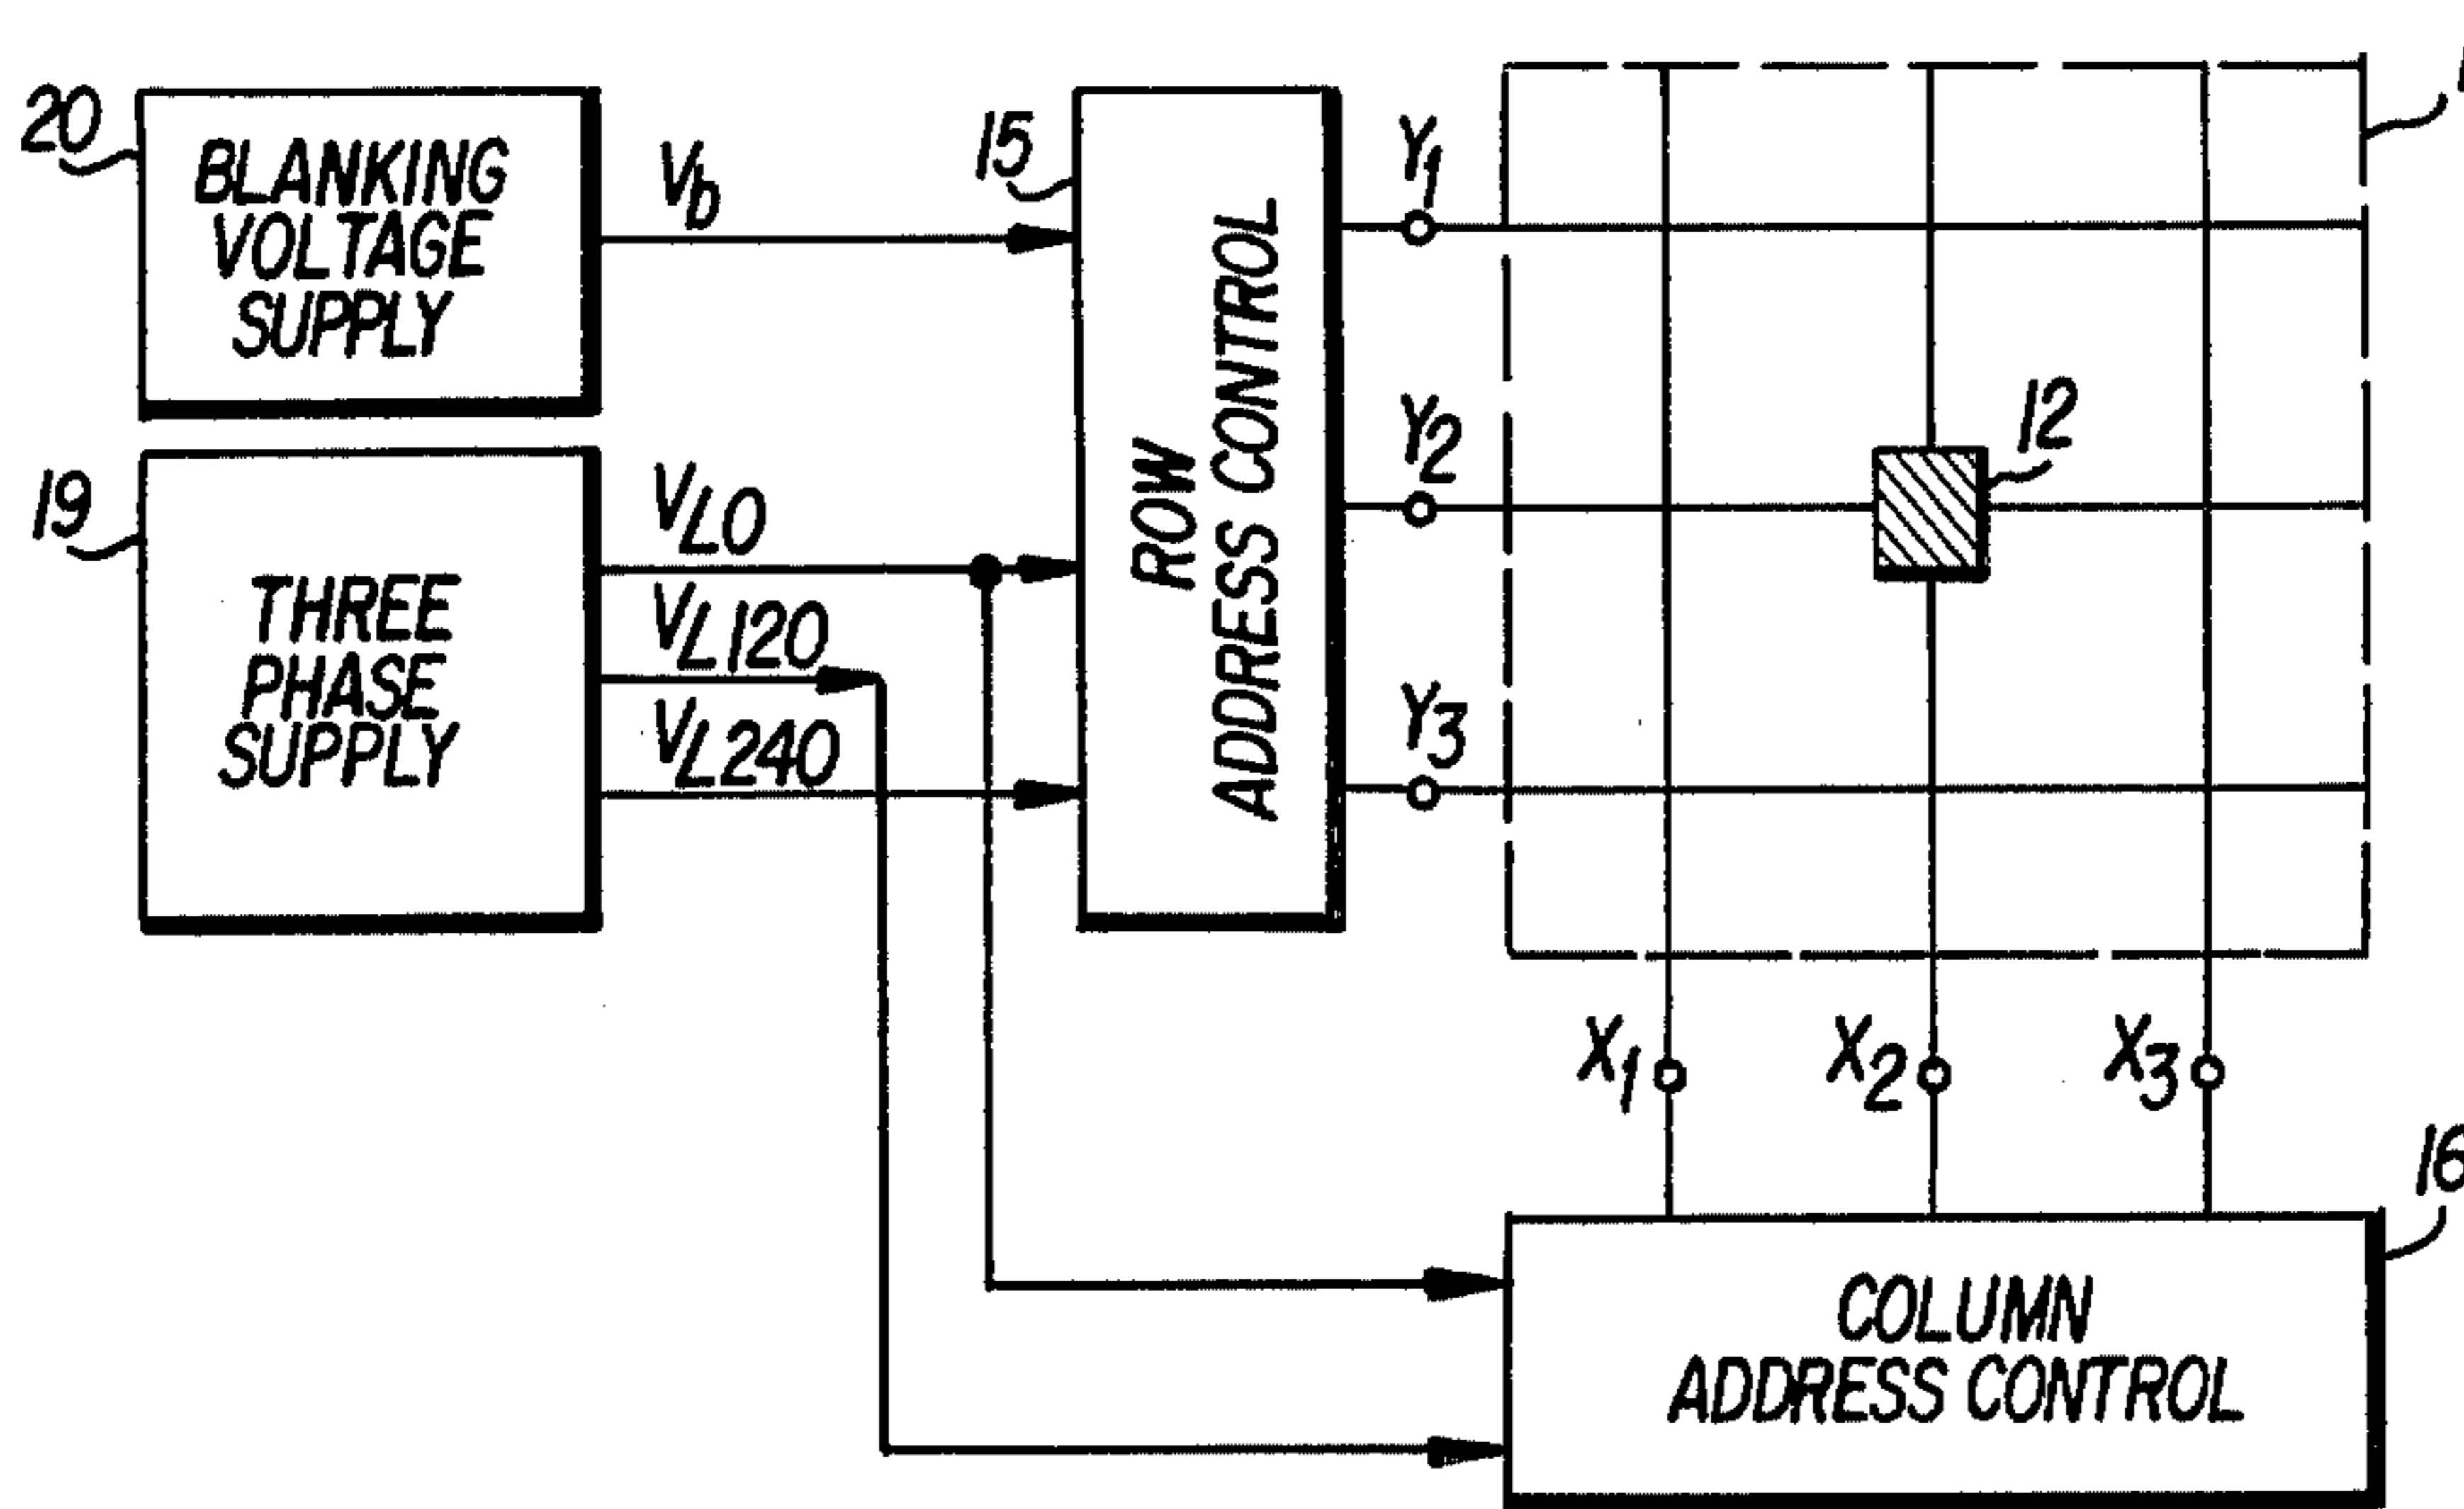 20
BLANKING
VOLTAGE
SUPPLY
Vb
15
ROW
ADDRESS CONTROL
Y1
Y2
Y3
12
19
THREE
PHASE
SUPPLY
VL0
VL120
VL240
X1
X2
X3
16
COLUMN
ADDRESS CONTROL